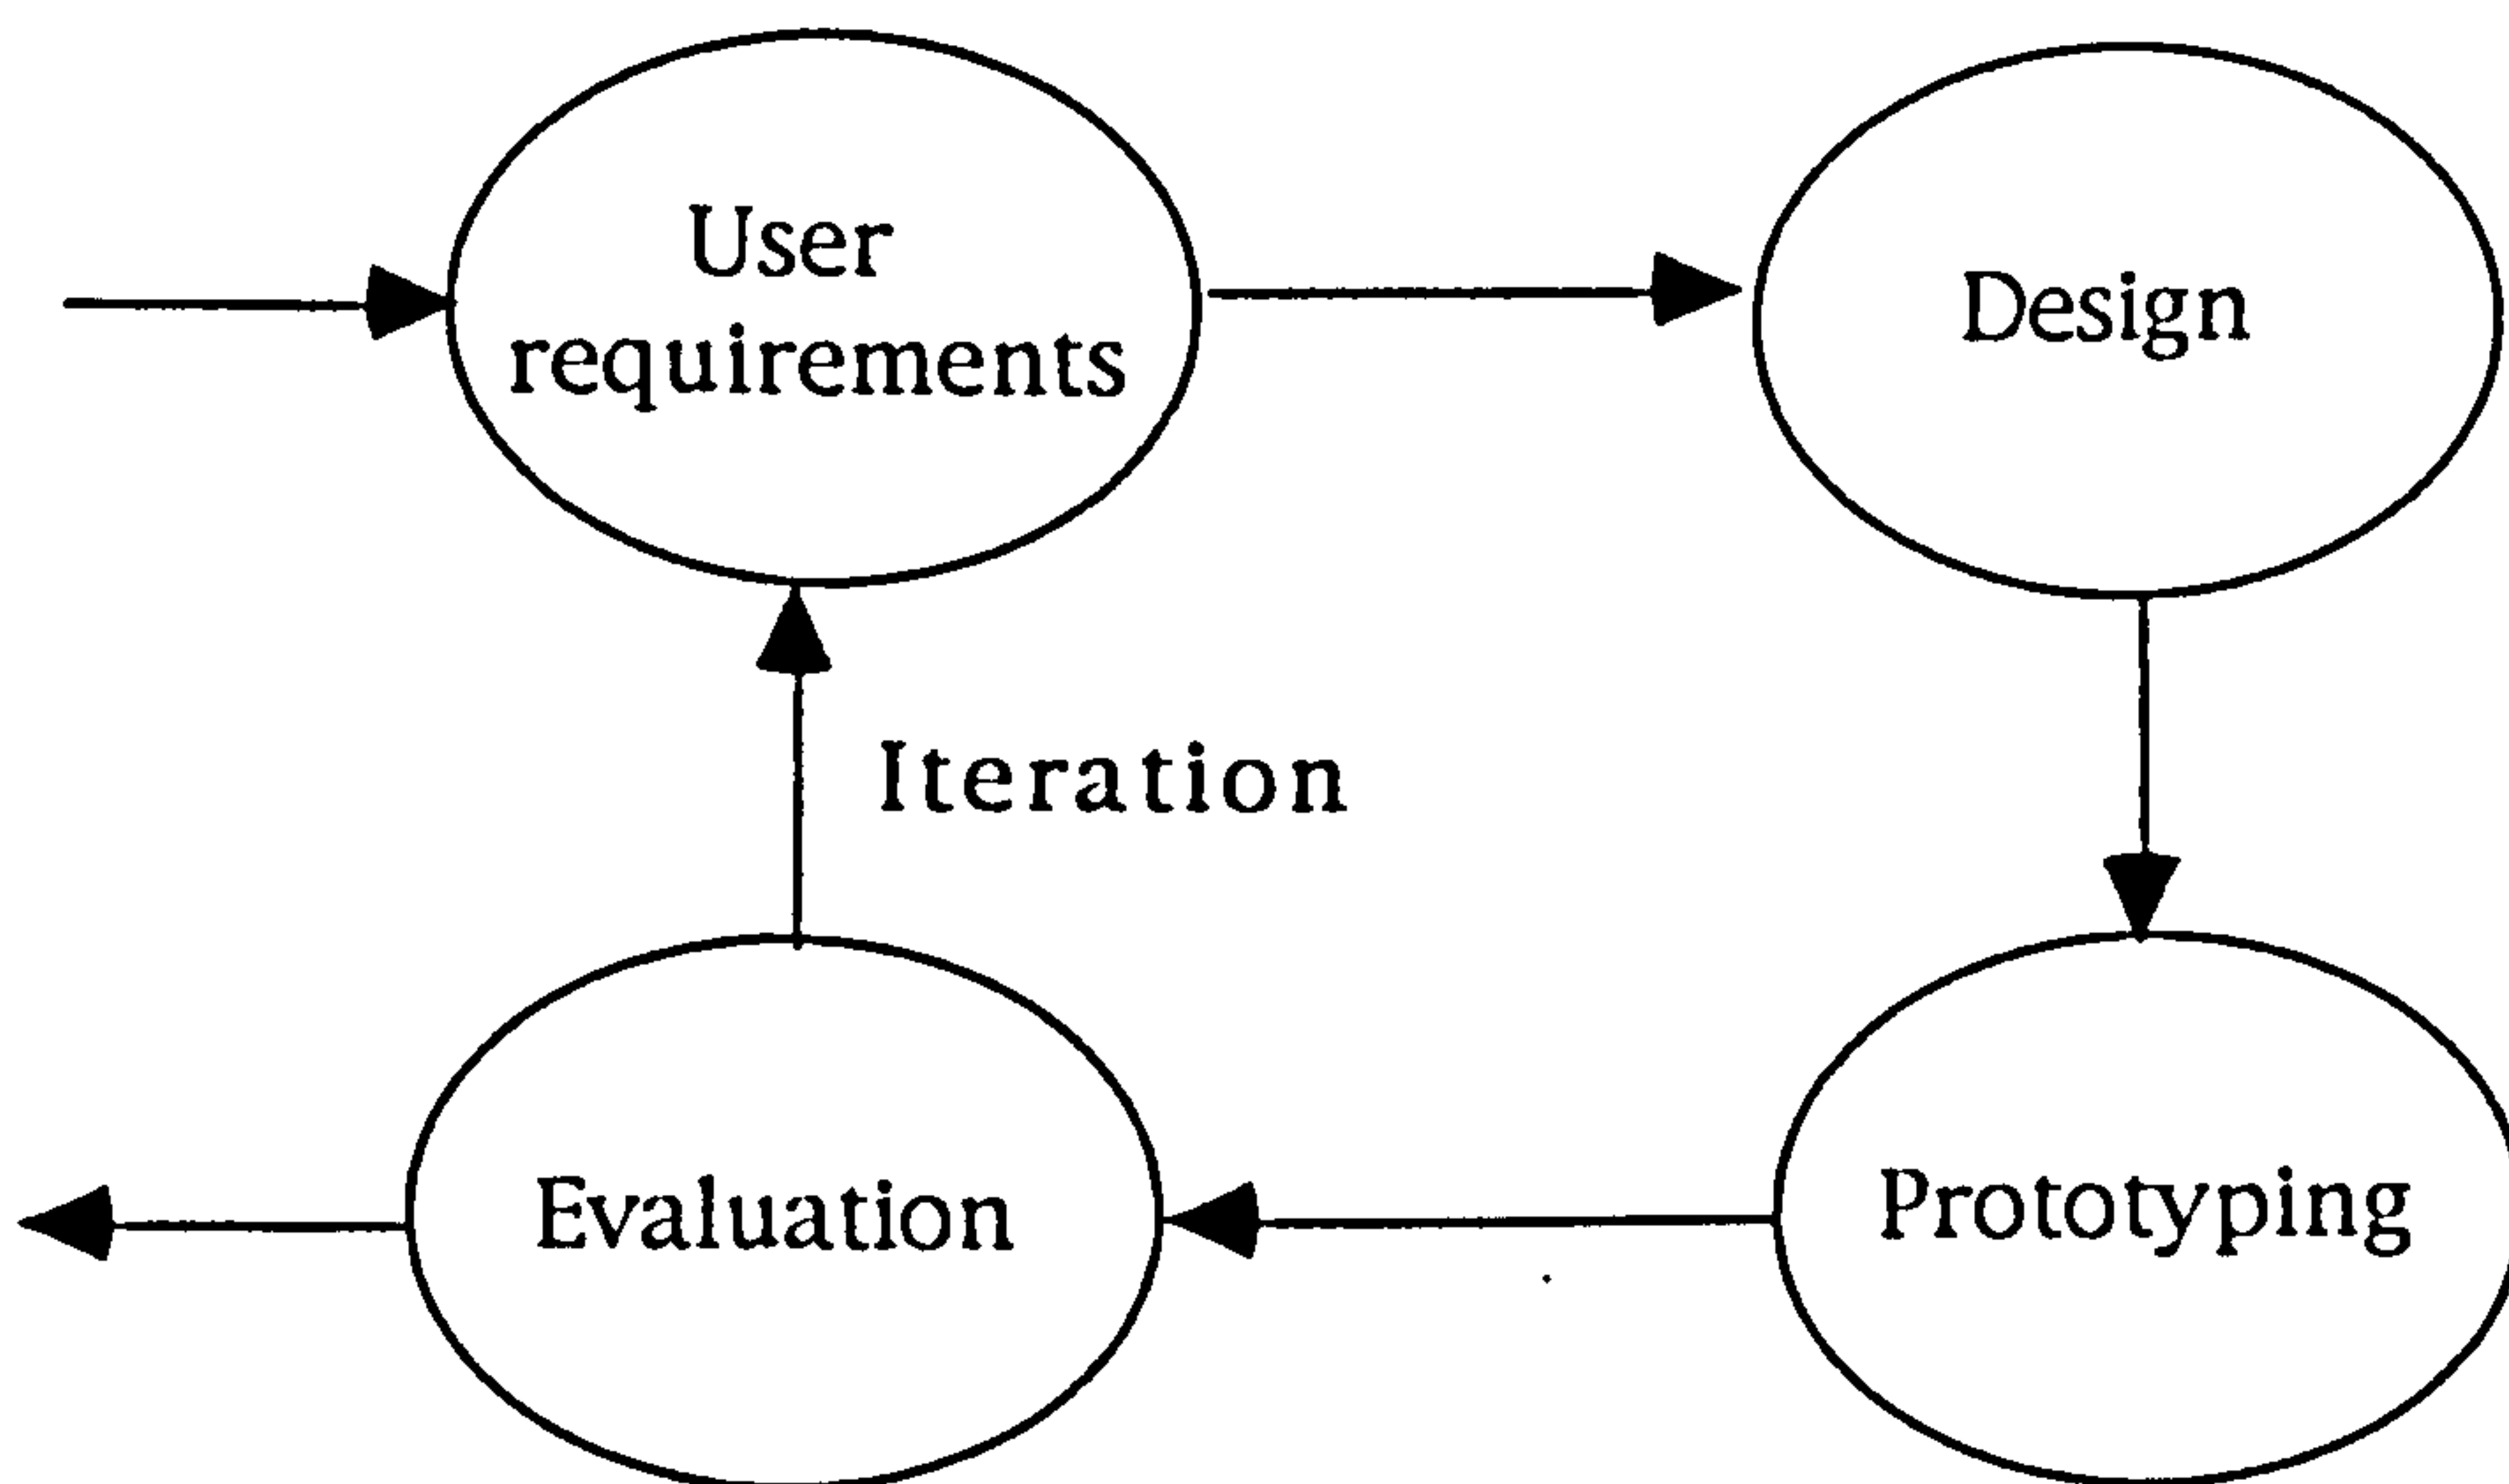 User
requirements
Design
Iteration
Evaluation
Prototyping